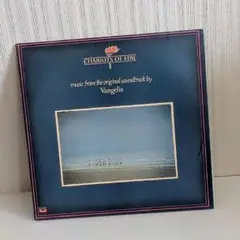 CHARIOTS OF FIRE
music from the original soundtrack by
Vangelis